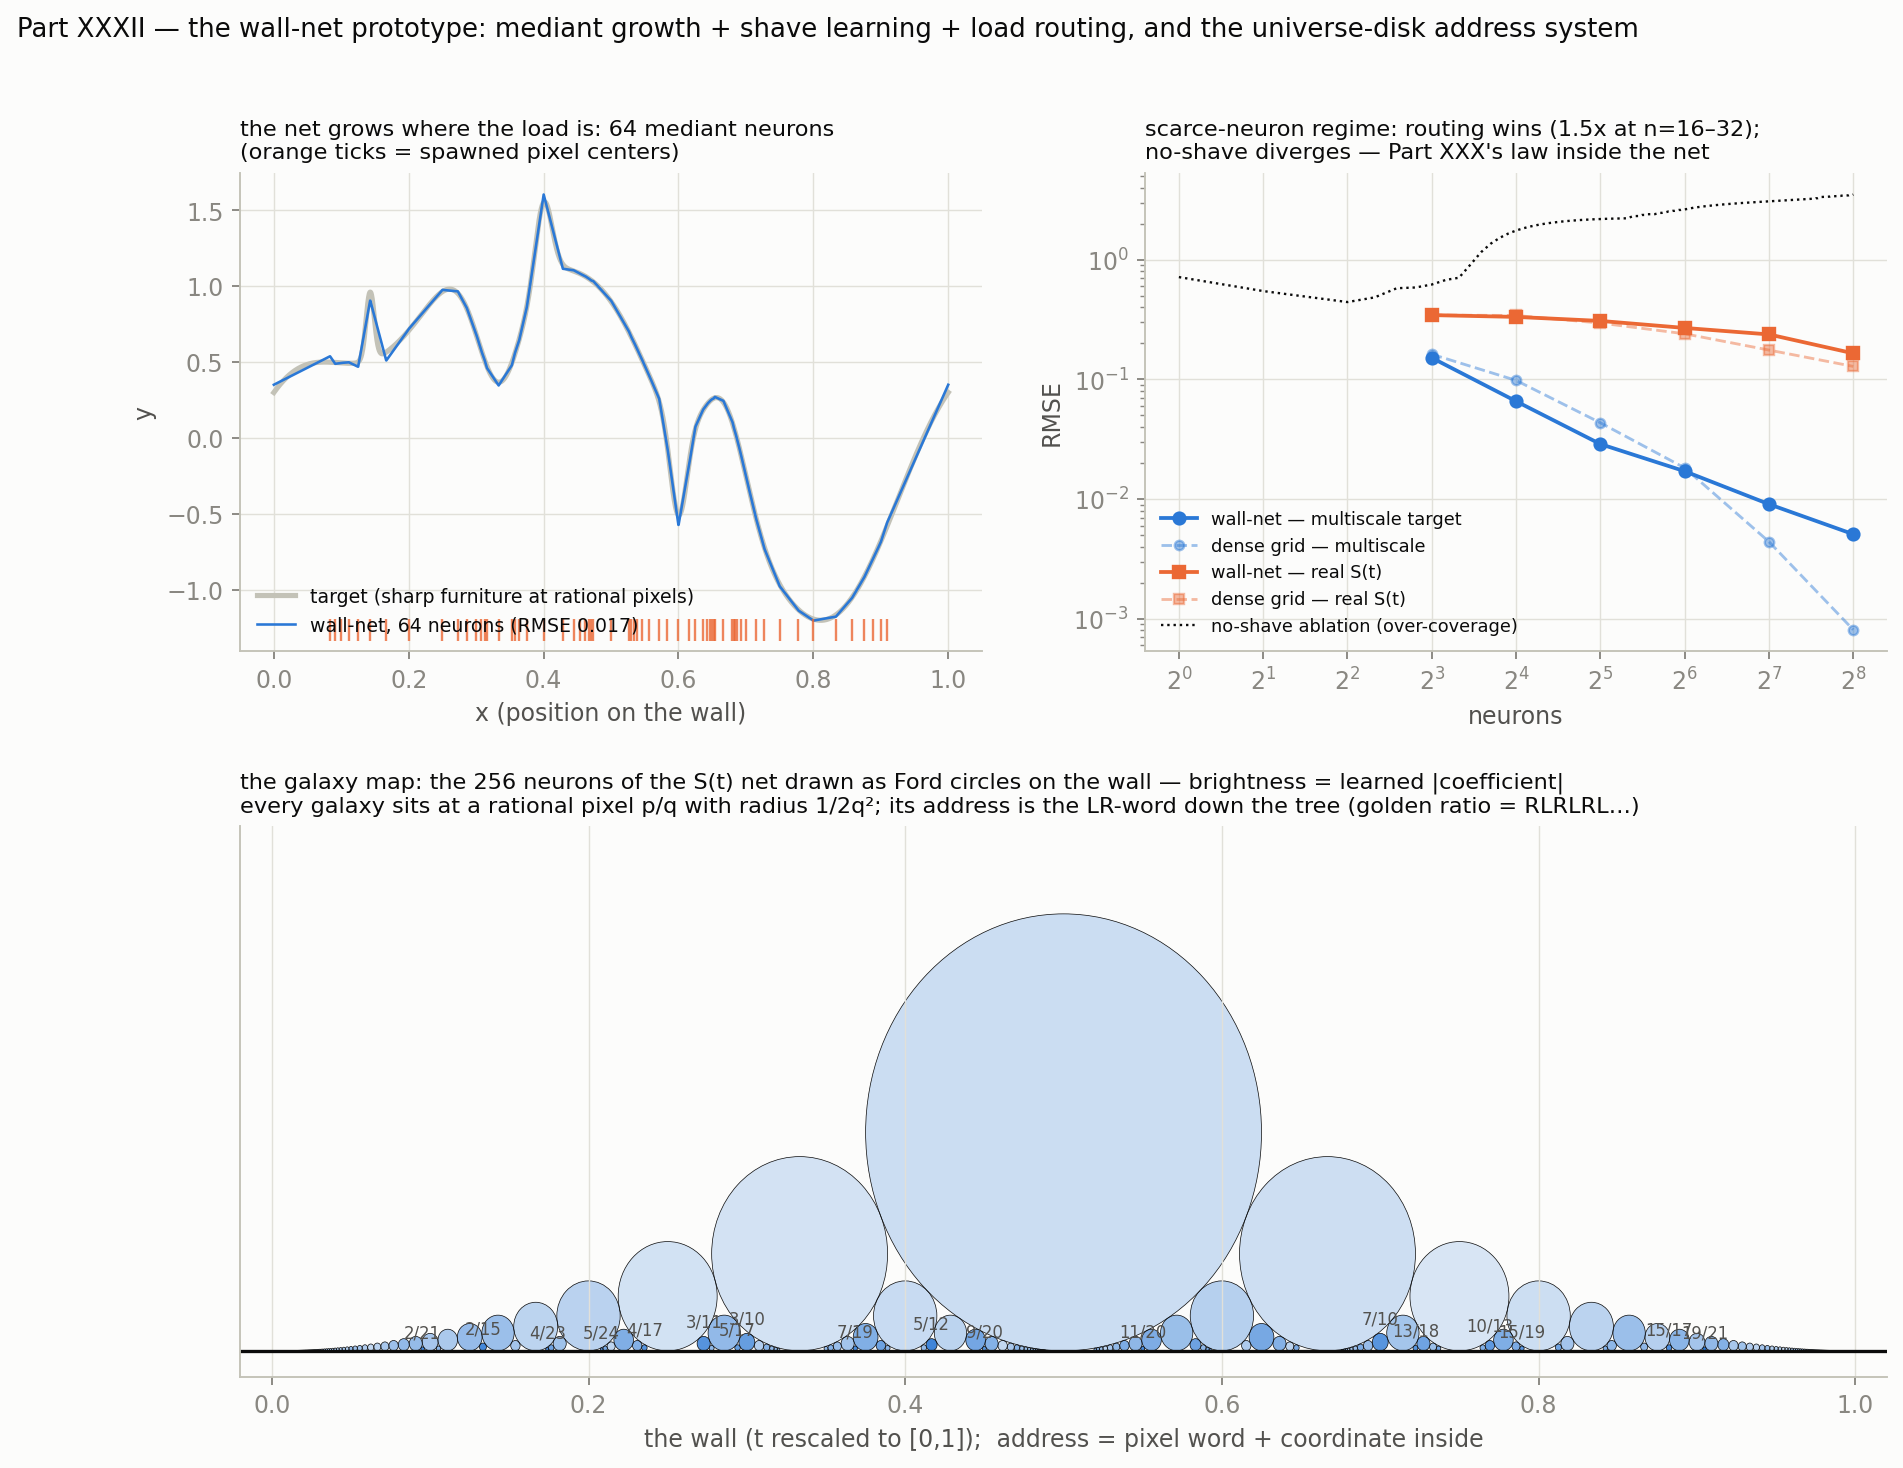 Part XXXII — the wall-net prototype: mediant growth + shave learning + load routing, and the universe-disk address system
the net grows where the load is: 64 mediant neurons
(orange ticks = spawned pixel centers)
1.5
1.0
0.5
0.0
−0.5
−1.0
y
target (sharp furniture at rational pixels)
wall-net, 64 neurons (RMSE 0.017)
0.0 0.2 0.4 0.6 0.8 1.0
x (position on the wall)
scarce-neuron regime: routing wins (1.5x at n=16–32);
no-shave diverges — Part XXX's law inside the net
10⁰
10⁻¹
10⁻²
10⁻³
RMSE
wall-net — multiscale target
dense grid — multiscale
wall-net — real S(t)
dense grid — real S(t)
no-shave ablation (over-coverage)
2⁰ 2¹ 2² 2³ 2⁴ 2⁵ 2⁶ 2⁷ 2⁸
neurons
the galaxy map: the 256 neurons of the S(t) net drawn as Ford circles on the wall — brightness = learned |coefficient|
every galaxy sits at a rational pixel p/q with radius 1/2q²; its address is the LR-word down the tree (golden ratio = RLRLRL...)
2/21 2/15 4/23 5/24 4/17 3/11 5/17 3/10 7/19 5/12 9/20 11/20 7/10 13/18 10/13 15/19 15/17 19/21
0.0 0.2 0.4 0.6 0.8 1.0
the wall (t rescaled to [0,1]);  address = pixel word + coordinate inside